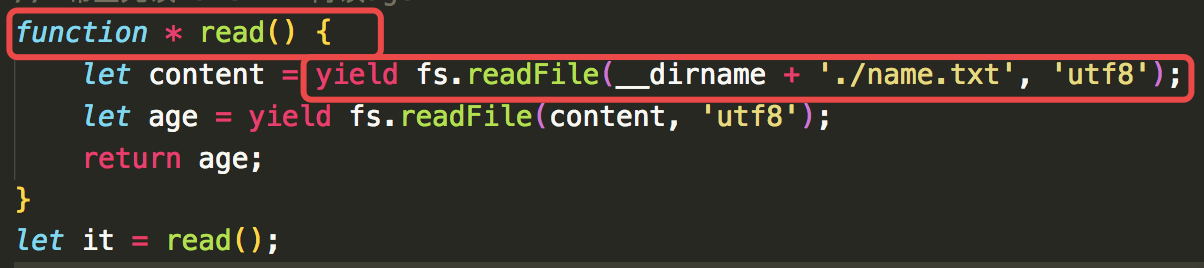 function * read() {
    let content = yield fs.readFile(__dirname + './name.txt', 'utf8');
    let age = yield fs.readFile(content, 'utf8');
    return age;
}
let it = read();